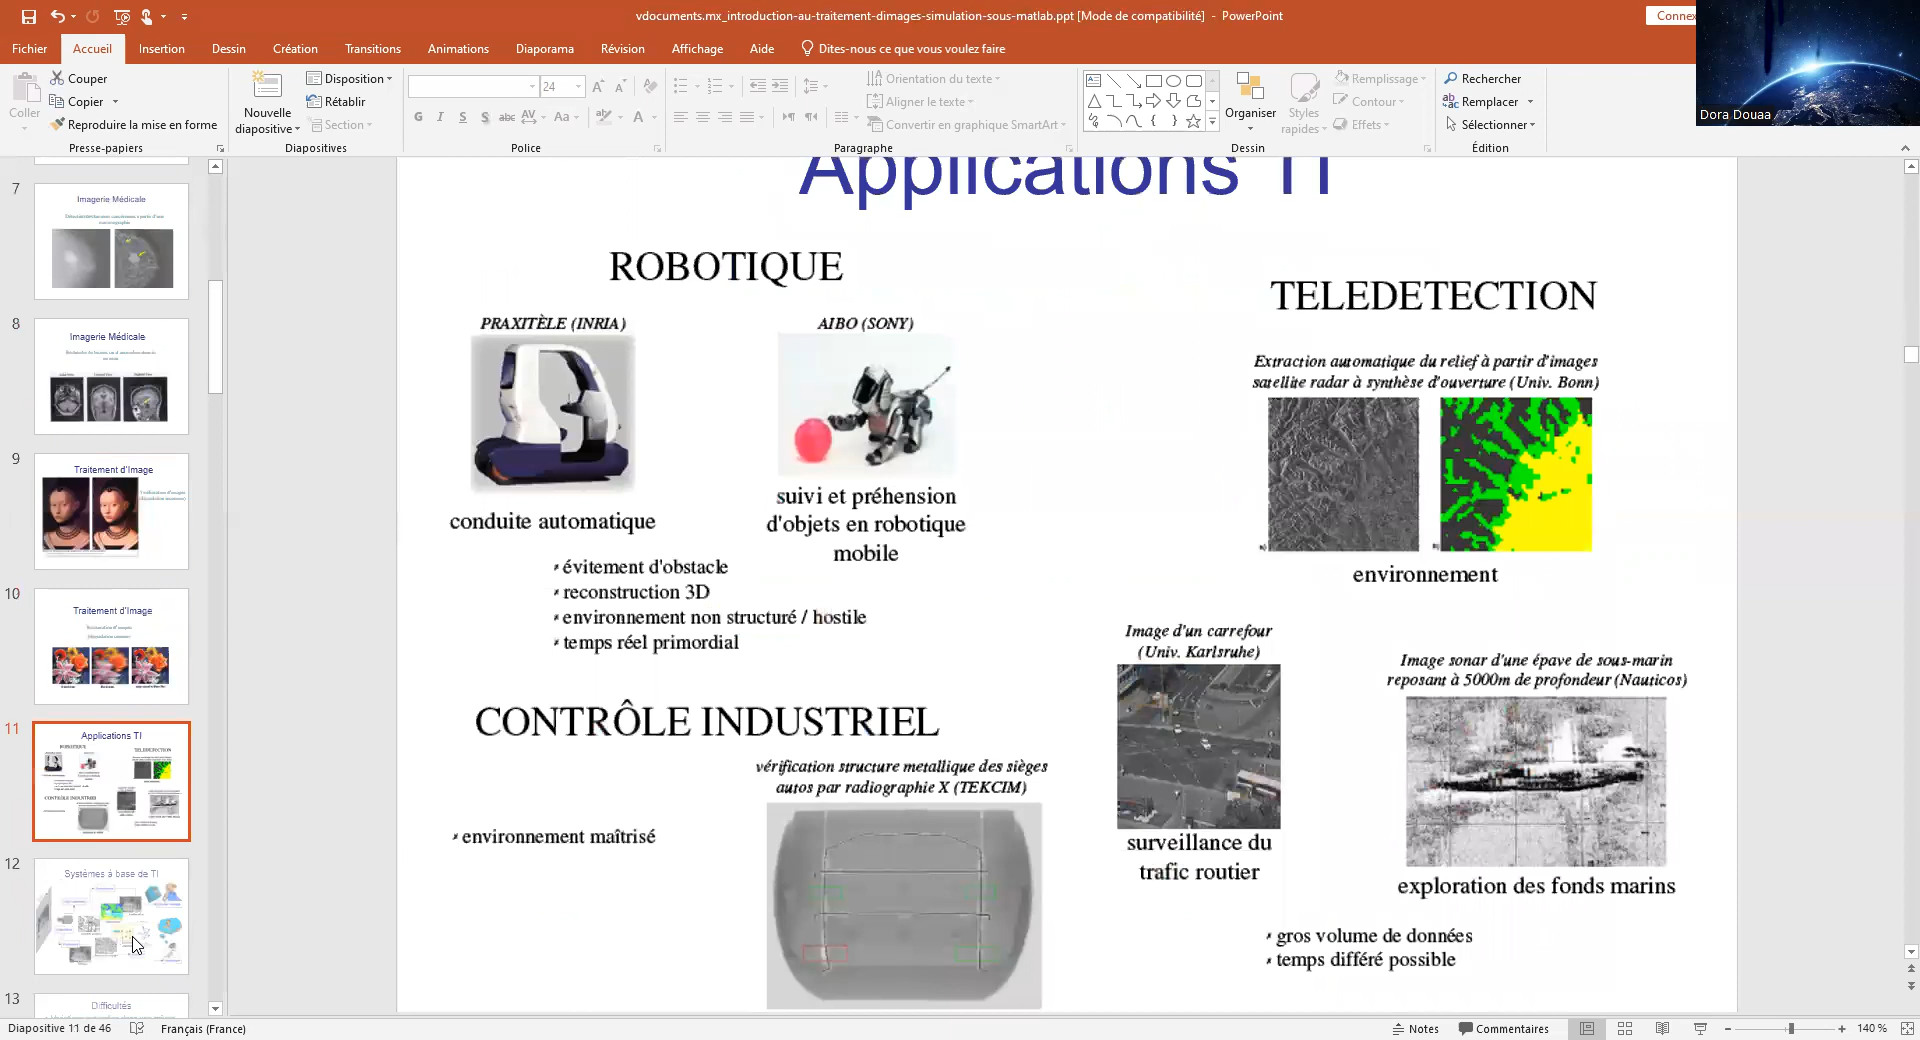 vdocuments.mx_introduction-au-traitement-dimages-simulation-sous-matlab.ppt [Mode de compatibilité] - PowerPoint
Connex
Fichier
Accueil
Insertion
Dessin
Création
Transitions
Animations
Diaporama
Révision
Affichage
Aide
Dites-nous ce que vous voulez faire
Coller
Couper
Copier
Reproduire la mise en forme
Presse-papiers
Nouvelle
diapositive
Disposition
Rétablir
Section
Diapositives
24
G I S S abc AV Aa A
Police
Orientation du texte
Aligner le texte
Convertir en graphique SmartArt
Paragraphe
Organiser
Styles
rapides
Remplissage
Contour
Effets
Dessin
Rechercher
Remplacer
Sélectionner
Édition
Dora Douaa
7
Imagerie Médicale
8
Imagerie Médicale
9
Traitement d'Image
10
Traitement d'Image
11
Applications TI
ROBOTIQUE
TELEDETECTION
CONTRÔLE INDUSTRIEL
12
Systèmes à base de TI
13
Difficultés
Applications TI
ROBOTIQUE
PRAXITÈLE (INRIA)
conduite automatique
AIBO (SONY)
suivi et préhension
d'objets en robotique
mobile
évitement d'obstacle
reconstruction 3D
environnement non structuré / hostile
temps réel primordial
TELEDETECTION
Extraction automatique du relief à partir d'images
satellite radar à synthèse d'ouverture (Univ. Bonn)
environnement
Image d'un carrefour
(Univ. Karlsruhe)
surveillance du
trafic routier
Image sonar d'une épave de sous-marin
reposant à 5000m de profondeur (Nauticos)
exploration des fonds marins
gros volume de données
temps différé possible
CONTRÔLE INDUSTRIEL
vérification structure metallique des sièges
autos par radiographie X (TEKCIM)
environnement maîtrisé
Diapositive 11 de 46
Français (France)
Notes
Commentaires
140 %